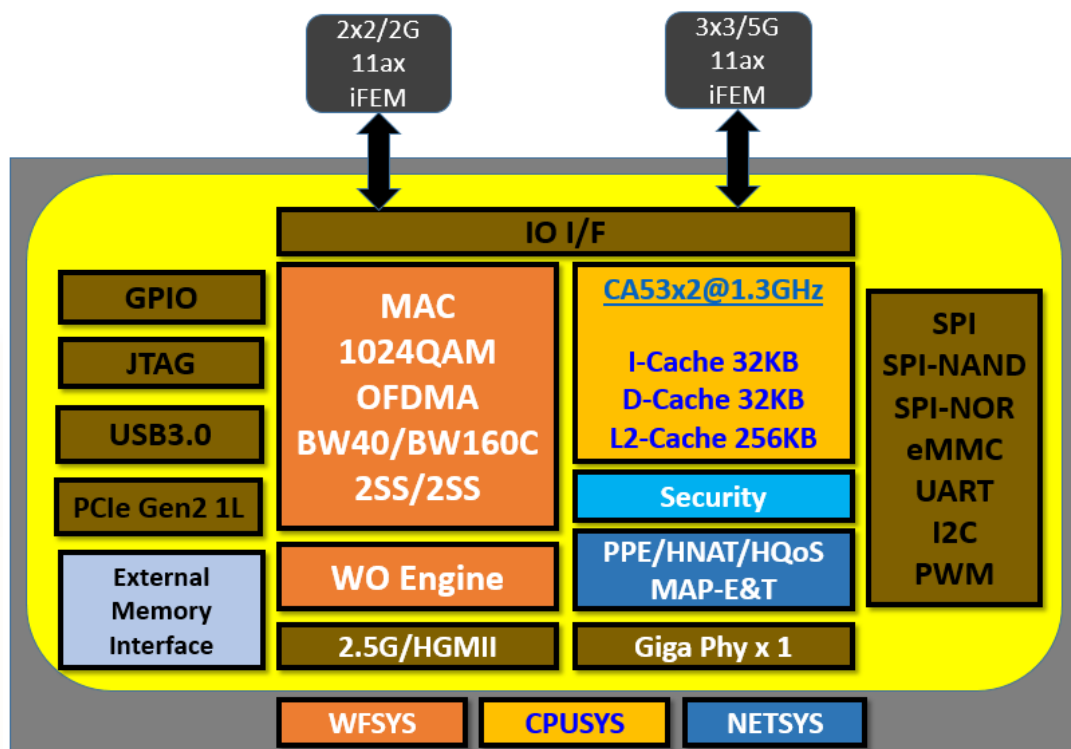 2x2/2G
11ax
iFEM
3x3/5G
11ax
iFEM
IO I/F
GPIO
JTAG
USB3.0
PCIe Gen2 1L
External
Memory
Interface
MAC
1024QAM
OFDMA
BW40/BW160C
2SS/2SS
WO Engine
2.5G/HGMII
CA53x2@1.3GHz
I-Cache 32KB
D-Cache 32KB
L2-Cache 256KB
Security
PPE/HNAT/HQoS
MAP-E&T
Giga Phy x 1
SPI
SPI-NAND
SPI-NOR
eMMC
UART
I2C
PWM
WFSYS
CPUSYS
NETSYS